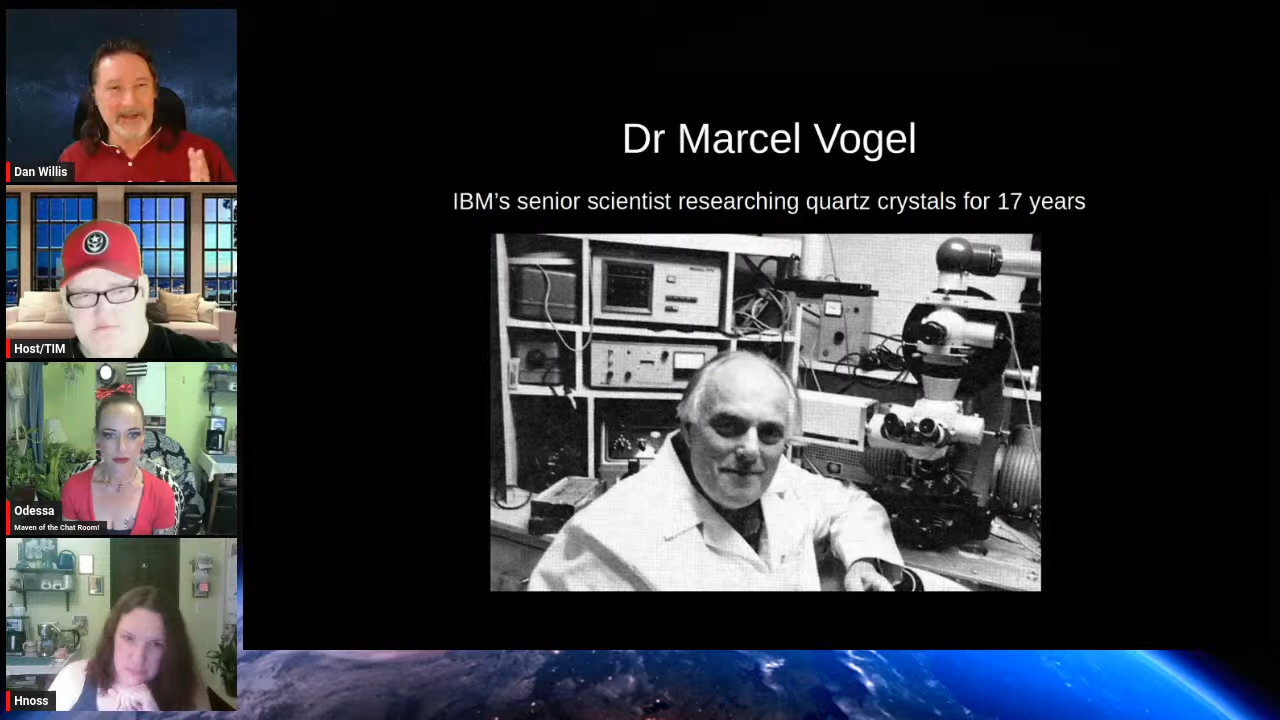 Dan Willis
Host/TIM
Odessa
Maven of the Chat Room!
Hnoss
Dr Marcel Vogel
IBM’s senior scientist researching quartz crystals for 17 years